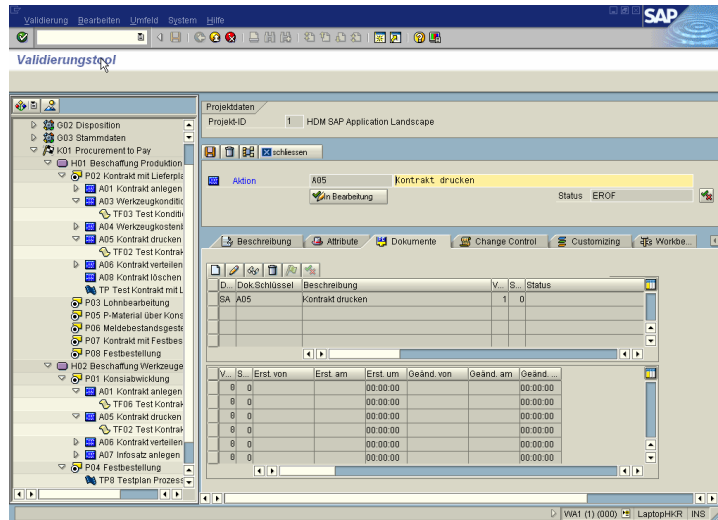 Validierung Bearbeiten Umfeld System Hilfe
SAP
Validierungstool
Projektdaten
Projekt-ID 1 HDM SAP Application Landscape
schliessen
Aktion A05 Kontrakt drucken
In Bearbeitung Status EROF
Beschreibung Attribute Dokumente Change Control Customizing Workbe...
D... Dok.Schlüssel Beschreibung V... S... Status
SA A05 Kontrakt drucken 1 0
V... S... Erst. von Erst. am Erst. um Geänd. von Geänd. am Geänd. ...
0 0 00:00:00 00:00:00
0 0 00:00:00 00:00:00
0 0 00:00:00 00:00:00
0 0 00:00:00 00:00:00
0 0 00:00:00 00:00:00
0 0 00:00:00 00:00:00
G02 Disposition
G03 Stammdaten
K01 Procurement to Pay
H01 Beschaffung Produktion
P02 Kontrakt mit Lieferpla
A01 Kontrakt anlegen
A03 Werkzeugkonditic
TF03 Test Konditi
A04 Werkzeugkosten
A05 Kontrakt drucken
TF02 Test Kontrak
A06 Kontrakt verteilen
A08 Kontrakt löschen
TP Test Kontrakt mit L
P03 Lohnbearbeitung
P05 P-Material über Kons
P06 Meldebestandsgeste
P07 Kontrakt mit Festbes
P08 Festbestellung
H02 Beschaffung Werkzeuge
P01 Konsiabwicklung
A01 Kontrakt anlegen
TF06 Test Kontrak
A05 Kontrakt drucken
TF02 Test Kontrak
A06 Kontrakt verteilen
A07 Infosatz anlegen
P04 Festbestellung
TP8 Testplan Prozess
WA1 (1) (000) LaptopHKR INS